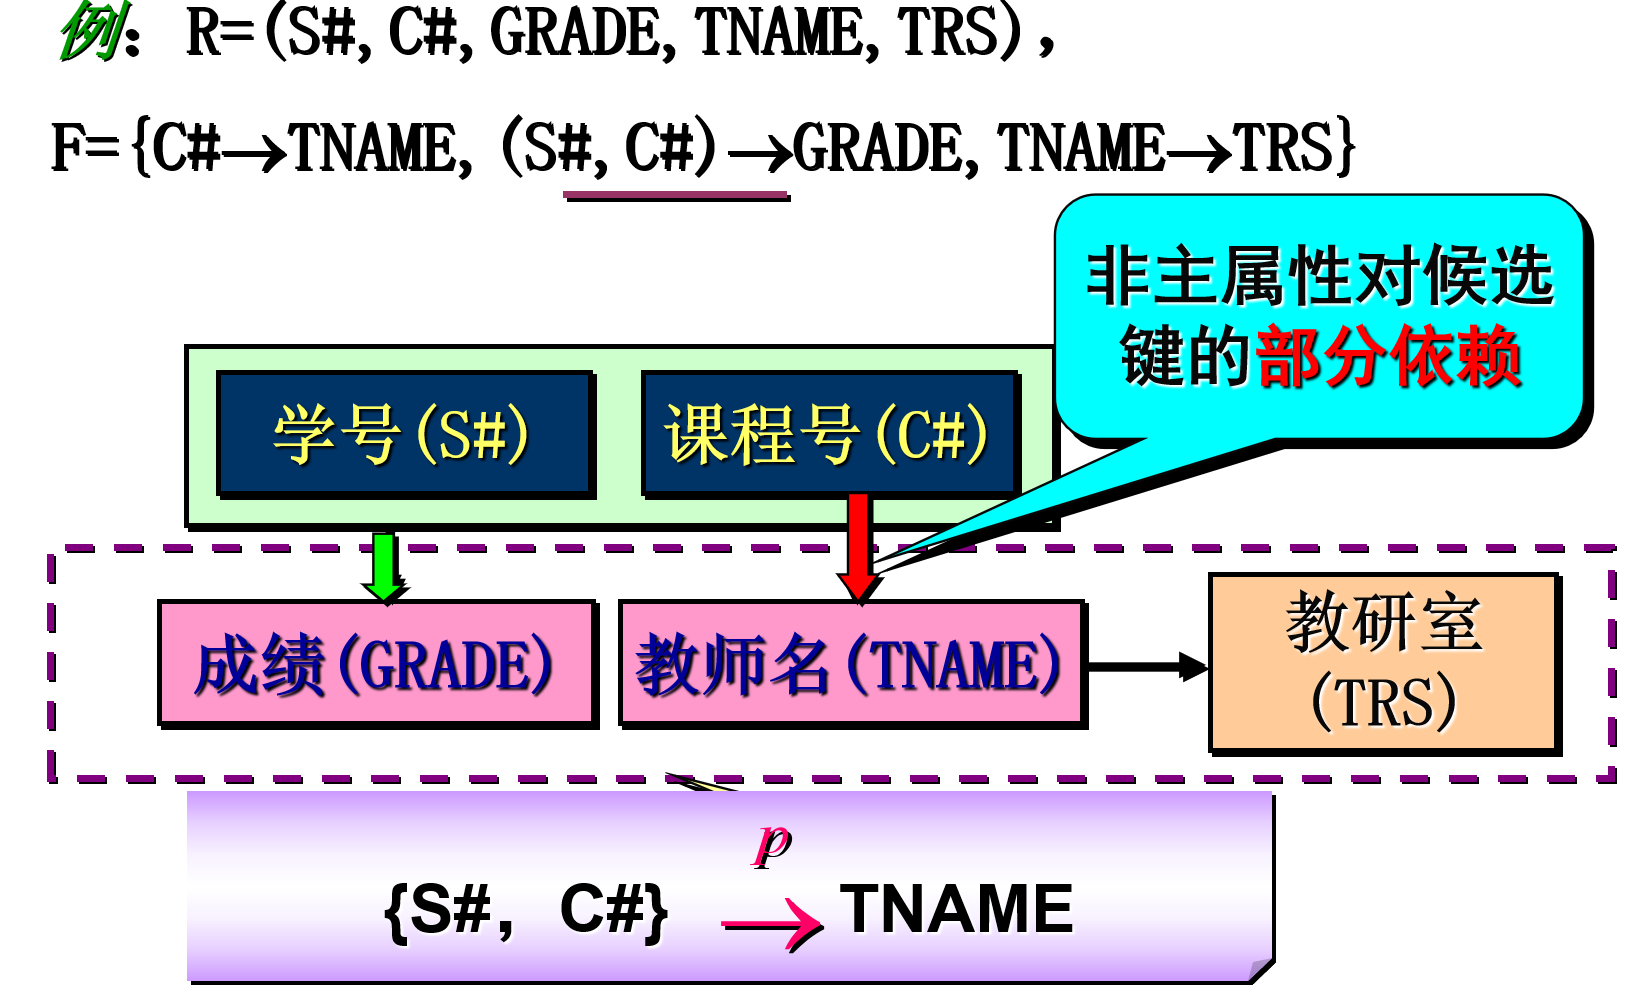 例：R=(S#,C#,GRADE,TNAME,TRS)，
F={C#→TNAME,(S#,C#)→GRADE,TNAME→TRS}
非主属性对候选
键的部分依赖
学号(S#)
课程号(C#)
成绩(GRADE)
教师名(TNAME)
教研室
(TRS)
p
{S#, C#} → TNAME